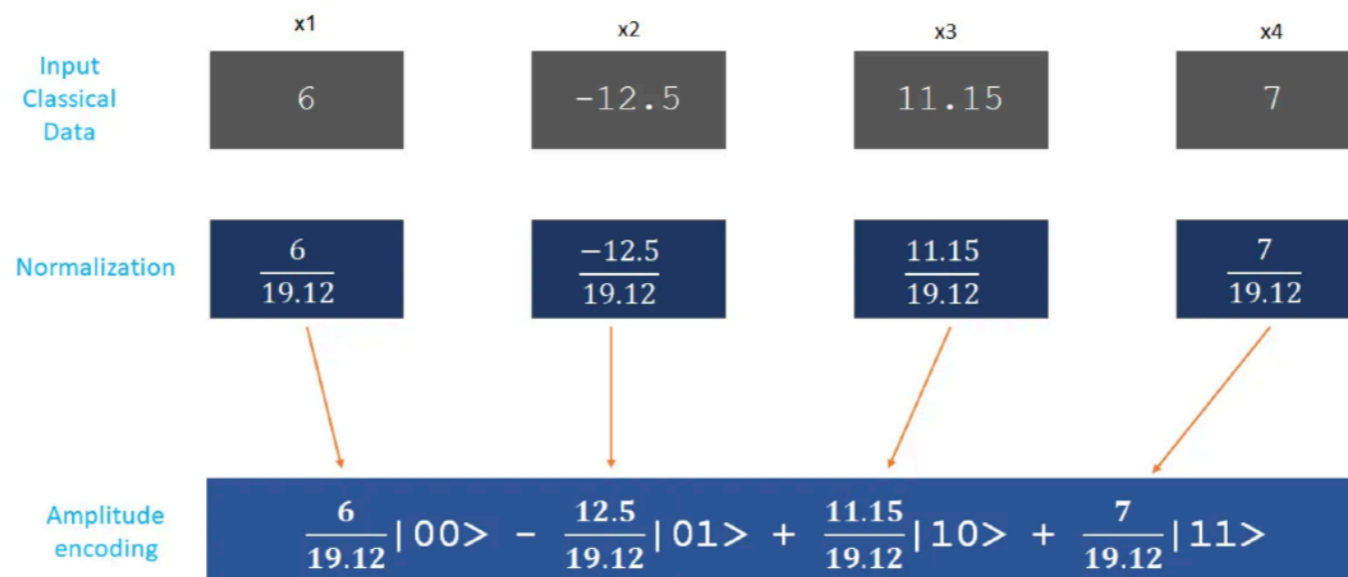 x1 x2 x3 x4
Input
Classical
Data
6 -12.5 11.15 7
Normalization
6/19.12 −12.5/19.12 11.15/19.12 7/19.12
Amplitude
encoding
6/19.12|00> - 12.5/19.12|01> + 11.15/19.12|10> + 7/19.12|11>